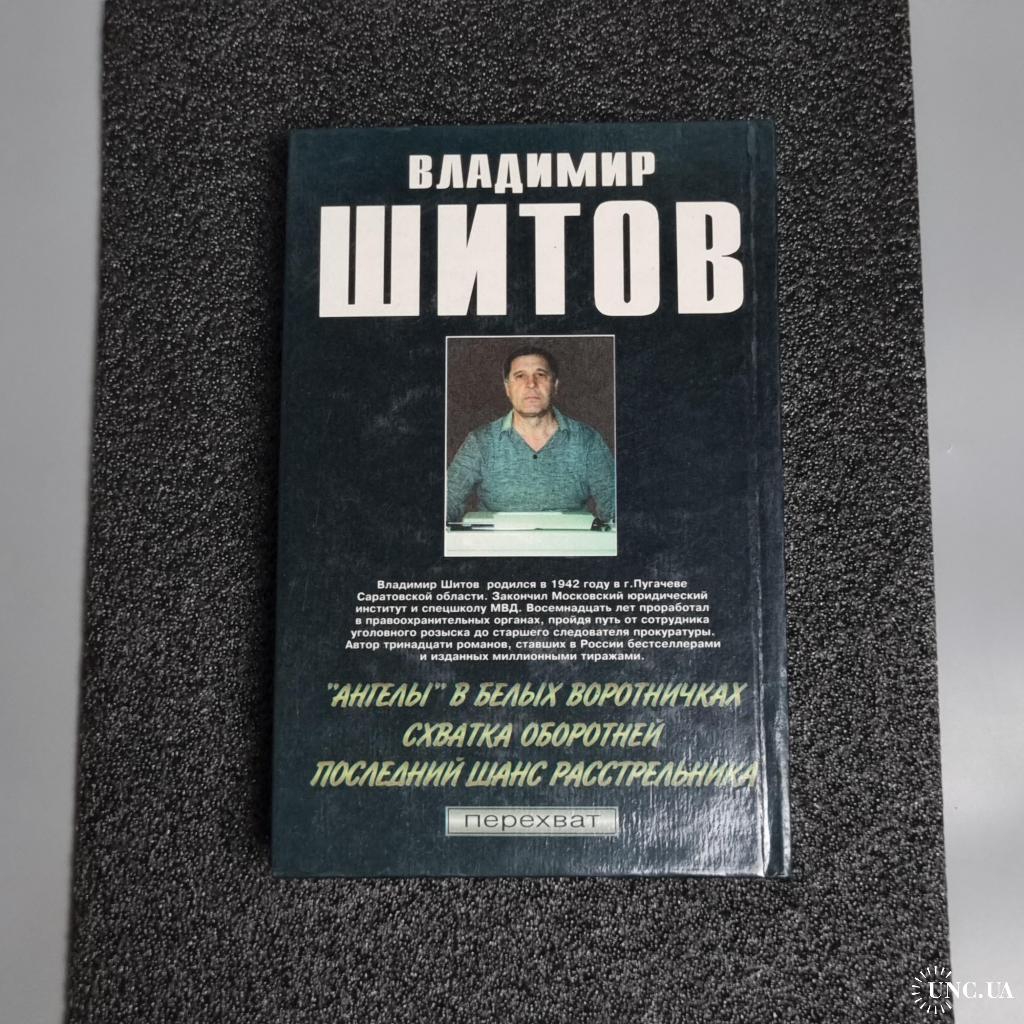 ВЛАДИМИР
ШИТОВ
Владимир Шитов родился в 1942 году в г.Пугачеве
Саратовской области. Закончил Московский юридический
институт и спецшколу МВД. Восемнадцать лет проработал
в правоохранительных органах, пройдя путь от сотрудника
уголовного розыска до старшего следователя прокуратуры.
Автор тринадцати романов, ставших в России бестселлерами
и изданных миллионными тиражами.
"АНГЕЛЫ" В БЕЛЫХ ВОРОТНИЧКАХ
СХВАТКА ОБОРОТНЕЙ
ПОСЛЕДНИЙ ШАНС РАССТРЕЛЬНИКА
перехват
UNC.UA